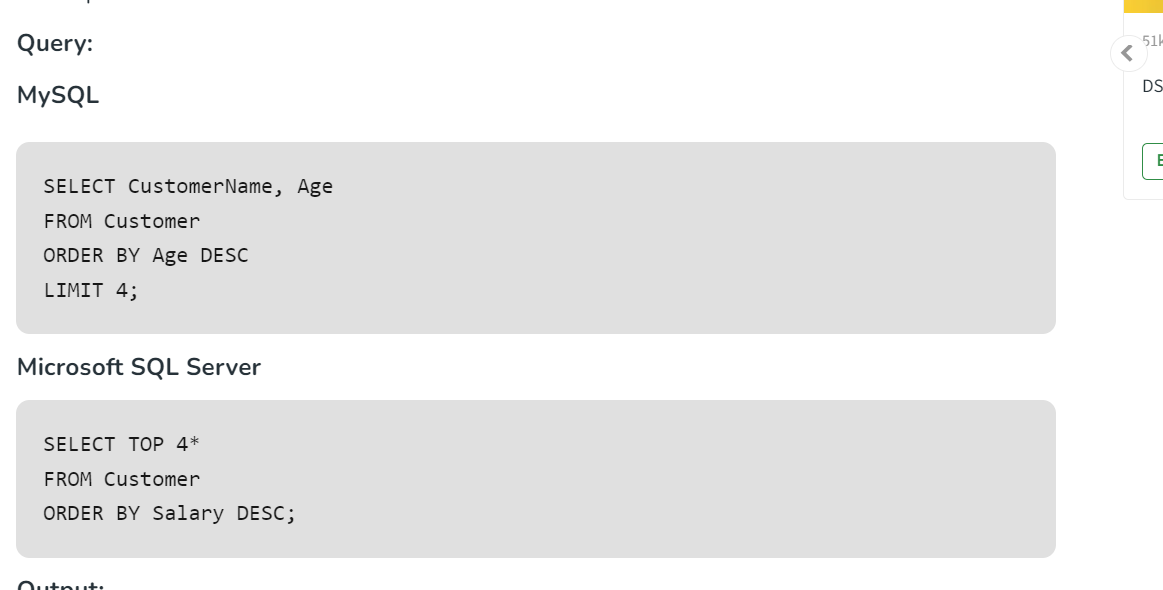 Query:
MySQL
SELECT CustomerName, Age
FROM Customer
ORDER BY Age DESC
LIMIT 4;
Microsoft SQL Server
SELECT TOP 4*
FROM Customer
ORDER BY Salary DESC;
Output:
51k
DS